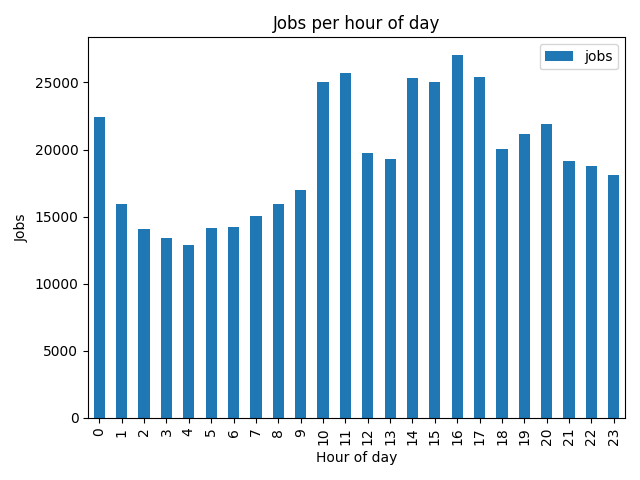 Jobs per hour of day
jobs
25000
20000
15000
10000
5000
0
Jobs
0 1 2 3 4 5 6 7 8 9 10 11 12 13 14 15 16 17 18 19 20 21 22 23
Hour of day